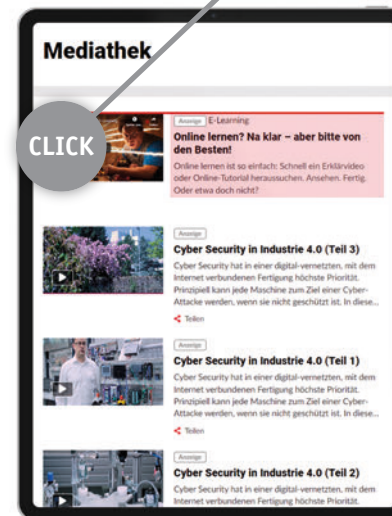 Mediathek
CLICK
Anzeige E-Learning
Online lernen? Na klar – aber bitte von
den Besten!
Online lernen ist so einfach: Schnell ein Erklärvideo
oder Online-Tutorial heraussuchen. Ansehen. Fertig.
Oder etwa doch nicht?
Anzeige
Cyber Security in Industrie 4.0 (Teil 3)
Cyber Security hat in einer digital-vernetzten, mit dem
Internet verbundenen Fertigung höchste Priorität.
Prinzipiell kann jede Maschine zum Ziel einer Cyber-
Attacke werden, wenn sie nicht geschützt ist. In diese...
Teilen
Anzeige
Cyber Security in Industrie 4.0 (Teil 1)
Cyber Security hat in einer digital-vernetzten, mit dem
Internet verbundenen Fertigung höchste Priorität.
Prinzipiell kann jede Maschine zum Ziel einer Cyber-
Attacke werden, wenn sie nicht geschützt ist. In diese...
Teilen
Anzeige
Cyber Security in Industrie 4.0 (Teil 2)
Cyber Security hat in einer digital-vernetzten, mit dem
Internet verbundenen Fertigung höchste Priorität.